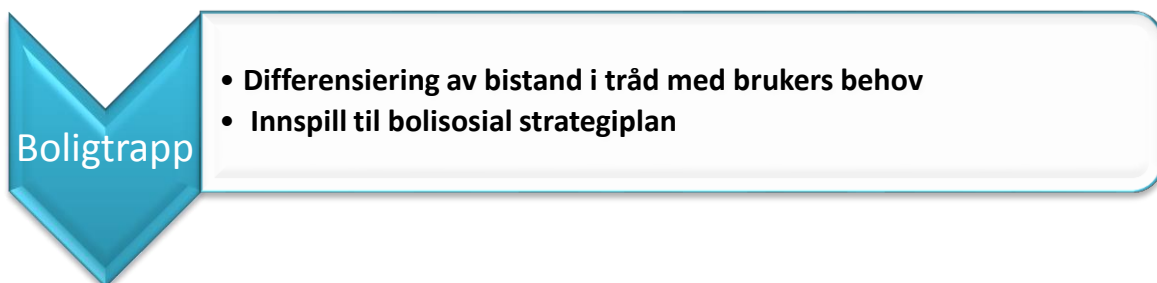 Boligtrapp
• Differensiering av bistand i tråd med brukers behov
• Innspill til bolisosial strategiplan